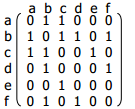 a b c d e f
a 0 1 1 0 0 0
b 1 0 1 1 0 1
c 1 1 0 0 1 0
d 0 1 0 0 0 1
e 0 0 1 0 0 0
f 0 1 0 1 0 0